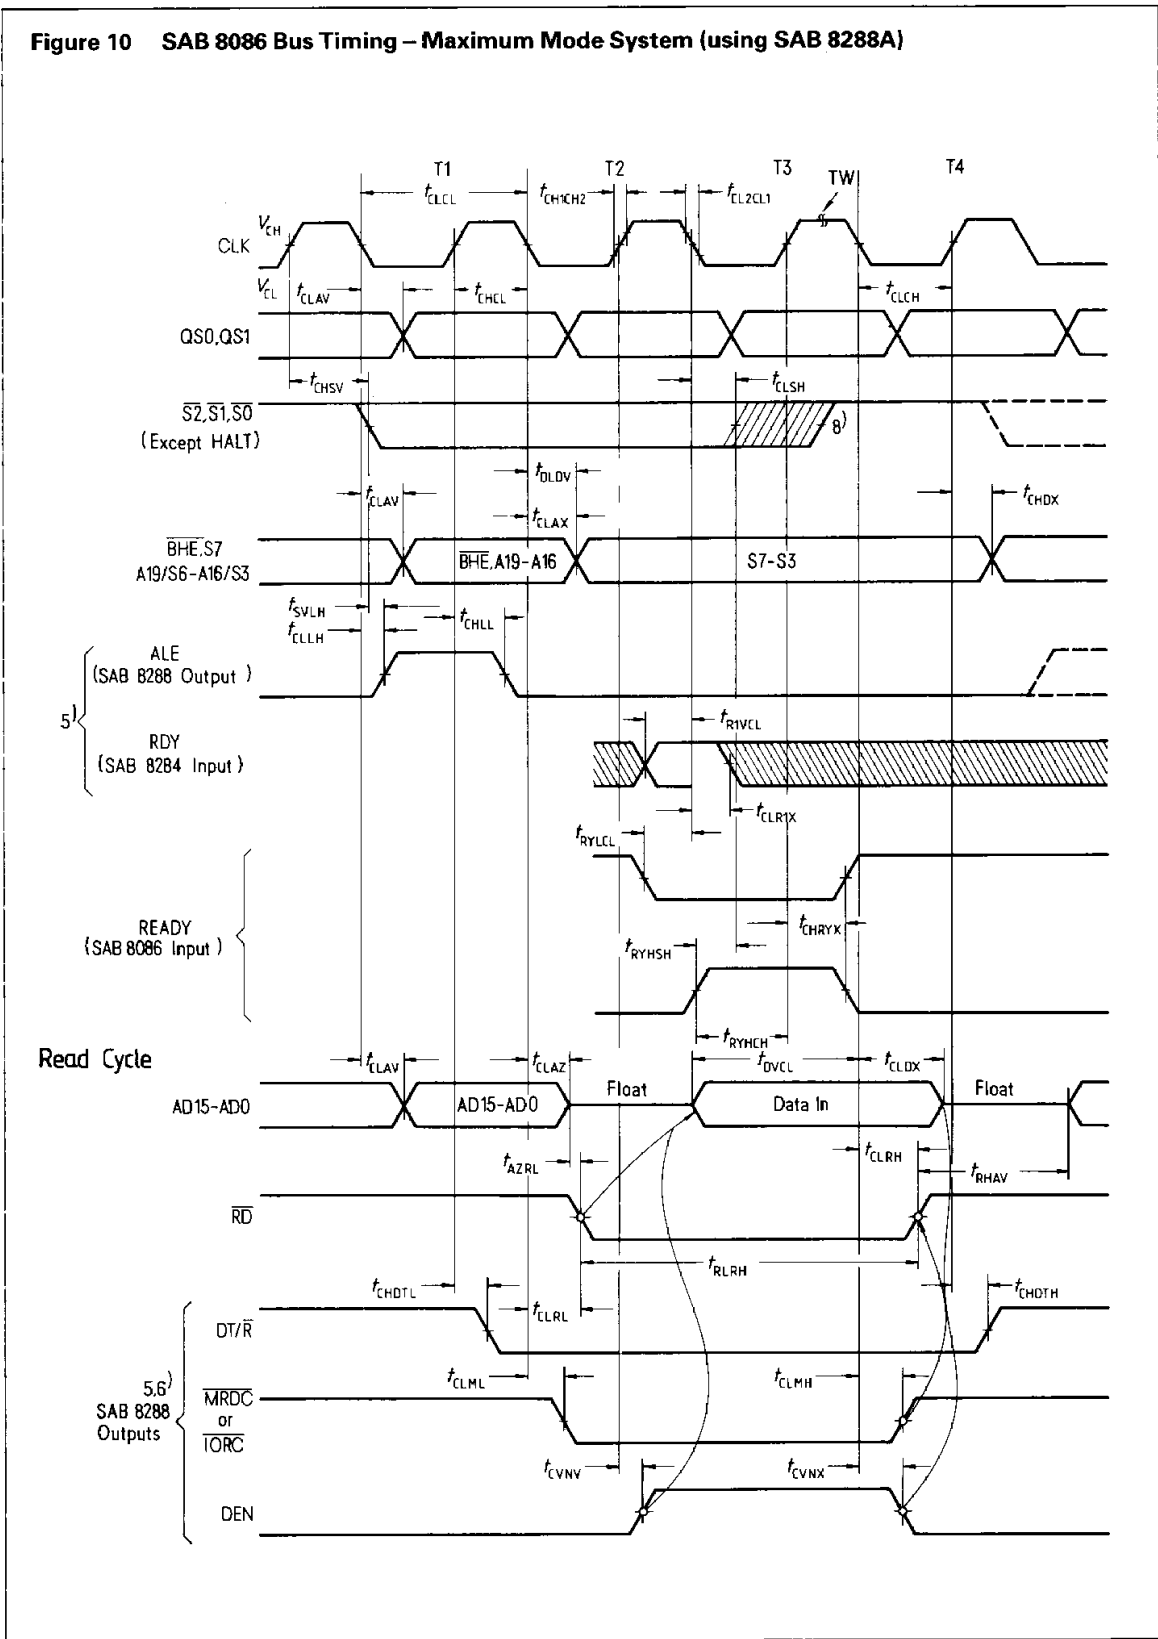 Figure 10 SAB 8086 Bus Timing – Maximum Mode System (using SAB 8288A)
T1 T2 T3 TW T4
tCLCL tCH1CH2 tCL2CL1
VCH
CLK
VCL tCLAV tCHCL tCLCH
QS0,QS1
tCHSV tCLSH
S2,S1,S0
(Except HALT)
8)
tDLDV
tCLAV tCLAX tCHDX
BHE,S7
A19/S6-A16/S3
BHE,A19-A16 S7-S3
tSVLH
tCLLH tCHLL
ALE
(SAB 8288 Output )
5)
tR1VCL
RDY
(SAB 8284 Input )
tCLR1X
tRYLCL
READY
(SAB 8086 Input )
tCHRYX
tRYHSH
tRYHCH
Read Cycle
tCLAV tCLAZ tDVCL tCLDX
AD15-AD0 AD15-AD0 Float Data In Float
tAZRL tCLRH tRHAV
RD
tRLRH
tCHDTL tCLRL tCHDTH
DT/R
tCLML tCLMH
5,6)
SAB 8288
Outputs
MRDC
or
IORC
tCVNV tCVNX
DEN